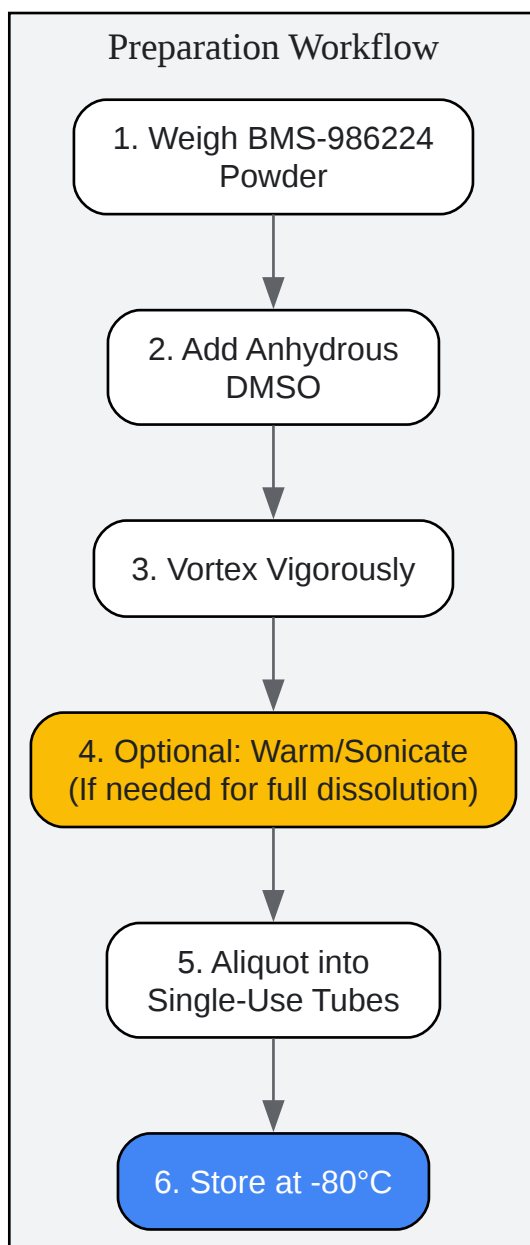 Preparation Workflow
1. Weigh BMS-986224
Powder
2. Add Anhydrous
DMSO
3. Vortex Vigorously
4. Optional: Warm/Sonicate
(If needed for full dissolution)
5. Aliquot into
Single-Use Tubes
6. Store at -80°C